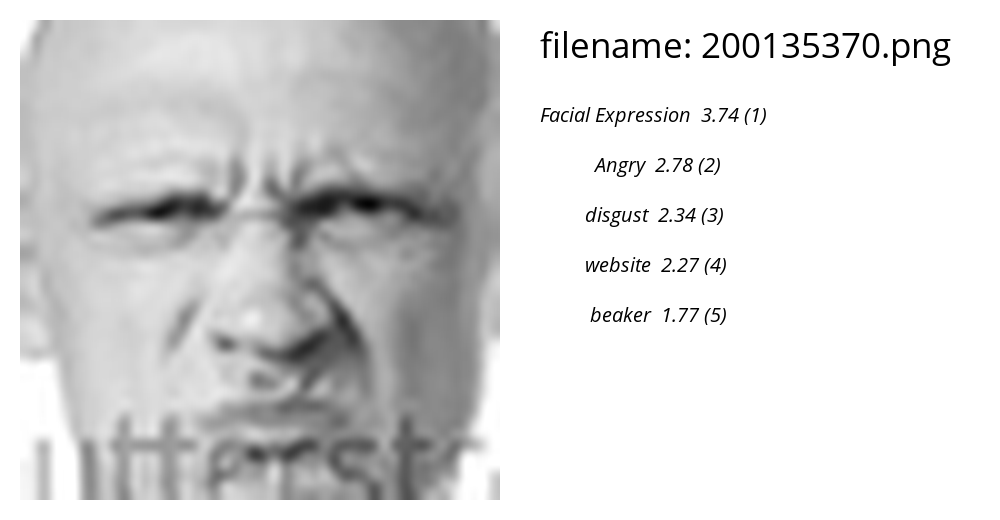 filename: 200135370.png
Facial Expression 3.74 (1)
Angry 2.78 (2)
disgust 2.34 (3)
website 2.27 (4)
beaker 1.77 (5)
uttersto